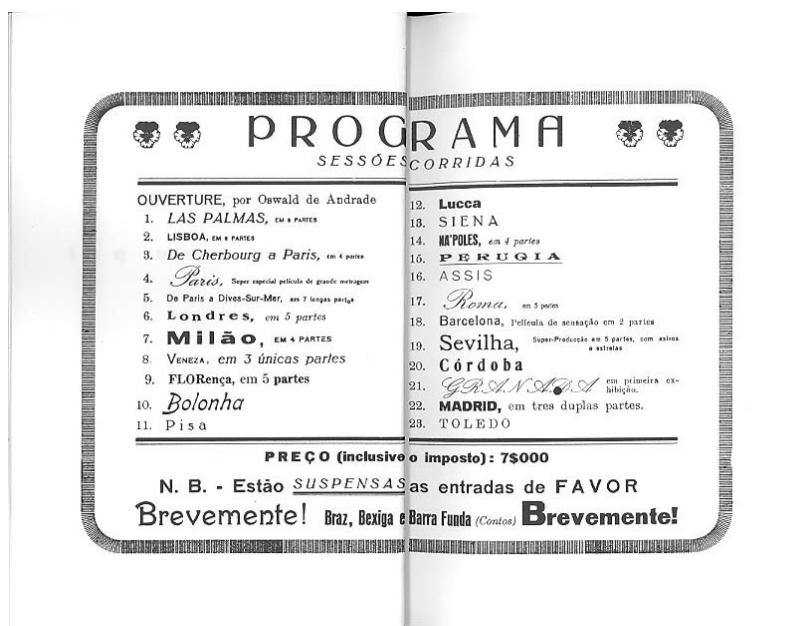 PROGRAMA
SESSÕES CORRIDAS
OUVERTURE, por Oswald de Andrade
1. LAS PALMAS, EM 6 PARTES
2. LISBOA, EM 8 PARTES
3. De Cherbourg a Paris, em 4 partes
4. Paris, Super especial película de grande metragem
5. De Paris a Dives-Sur-Mer, em 7 longas partes
6. Londres, em 5 partes
7. Milão, EM 4 PARTES
8. VENEZA, em 3 únicas partes
9. FLORença, em 5 partes
10. Bolonha
11. Pisa
12. Lucca
13. SIENA
14. NA'POLES, em 4 partes
15. PERUGIA
16. ASSIS
17. Roma, em 5 partes
18. Barcelona, Película de sensação em 2 partes
19. Sevilha, Super-Producção em 5 partes, com astros e estrelas
20. Córdoba
21. GRANADA em primeira exhibição.
22. MADRID, em tres duplas partes.
23. TOLEDO
PREÇO (inclusive o imposto): 7$000
N. B. - Estão SUSPENSAS as entradas de FAVOR
Brevemente! Braz, Bexiga e Barra Funda (Contos) Brevemente!